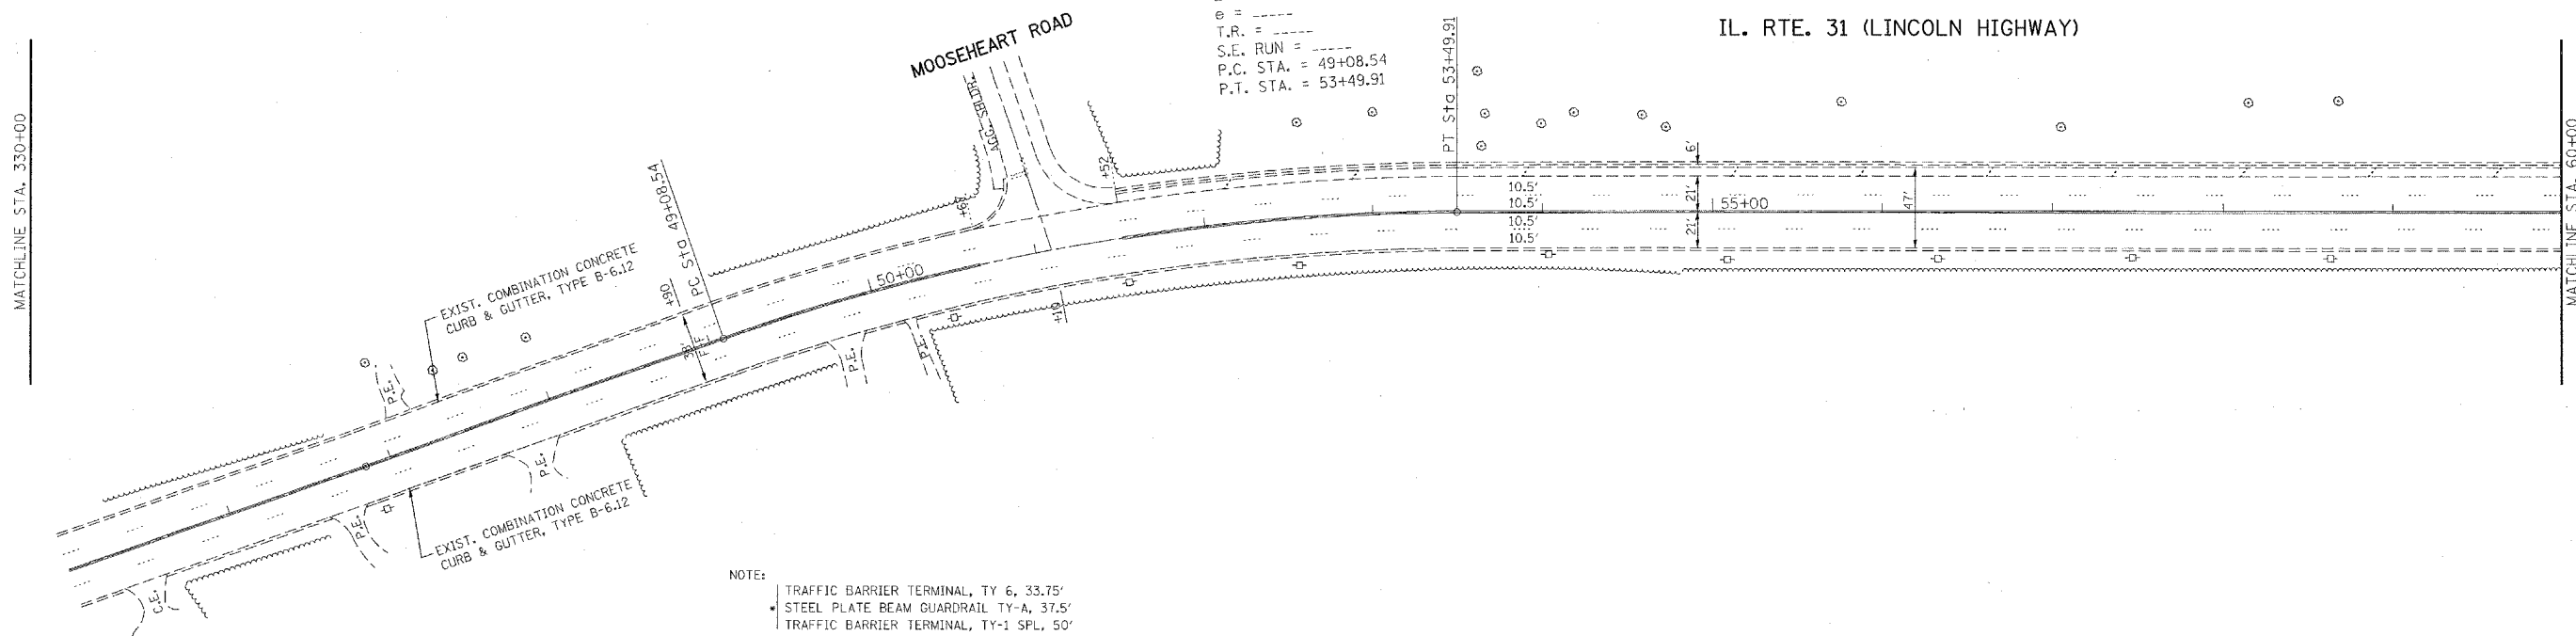 MATCHLINE STA. 330+00
MOOSEHEART ROAD
e = -----
T.R. = -----
S.E. RUN = -----
P.C. STA. = 49+08.54
P.T. STA. = 53+49.91
PT Sta 53+49.91
IL. RTE. 31 (LINCOLN HIGHWAY)
MATCHLINE STA. 60+00
AGG. SHLDR.
+67
+52
6'
10.5'
10.5'
10.5'
10.5'
21'
21'
55+00
47'
PC Sta 49+08.54
+90
50+00
+10
38'
F-F
EXIST. COMBINATION CONCRETE
CURB & GUTTER, TYPE B-6.12
P.E.
P.E.
P.E.
P.E.
P.E.
C.E.
EXIST. COMBINATION CONCRETE
CURB & GUTTER, TYPE B-6.12
NOTE:
TRAFFIC BARRIER TERMINAL, TY 6, 33.75'
* STEEL PLATE BEAM GUARDRAIL TY-A, 37.5'
TRAFFIC BARRIER TERMINAL, TY-1 SPL, 50'